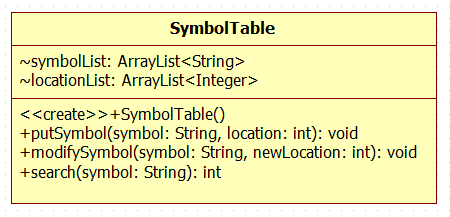 SymbolTable
~symbolList: ArrayList<String>
~locationList: ArrayList<Integer>
<<create>>+SymbolTable()
+putSymbol(symbol: String, location: int): void
+modifySymbol(symbol: String, newLocation: int): void
+search(symbol: String): int